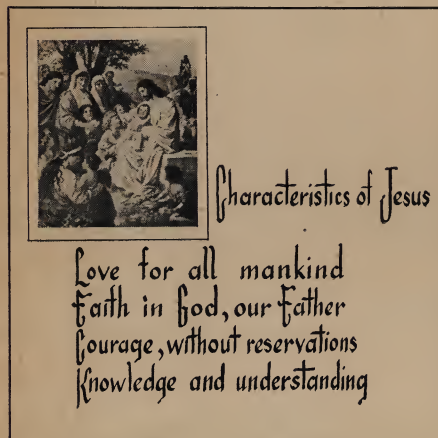 Characteristics of Jesus
Love for all mankind
Faith in God, our Father
Courage, without reservations
Knowledge and understanding